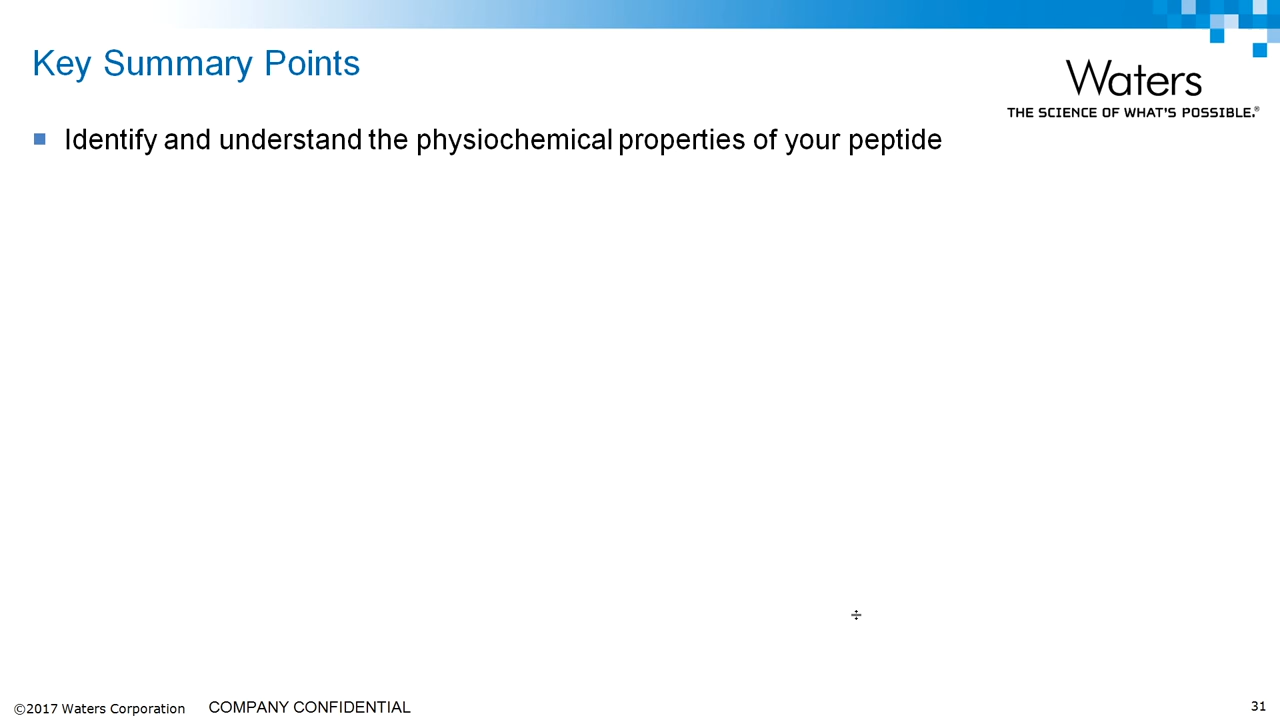 Key Summary Points
Waters
THE SCIENCE OF WHAT'S POSSIBLE.®
Identify and understand the physiochemical properties of your peptide
©2017 Waters Corporation COMPANY CONFIDENTIAL 31